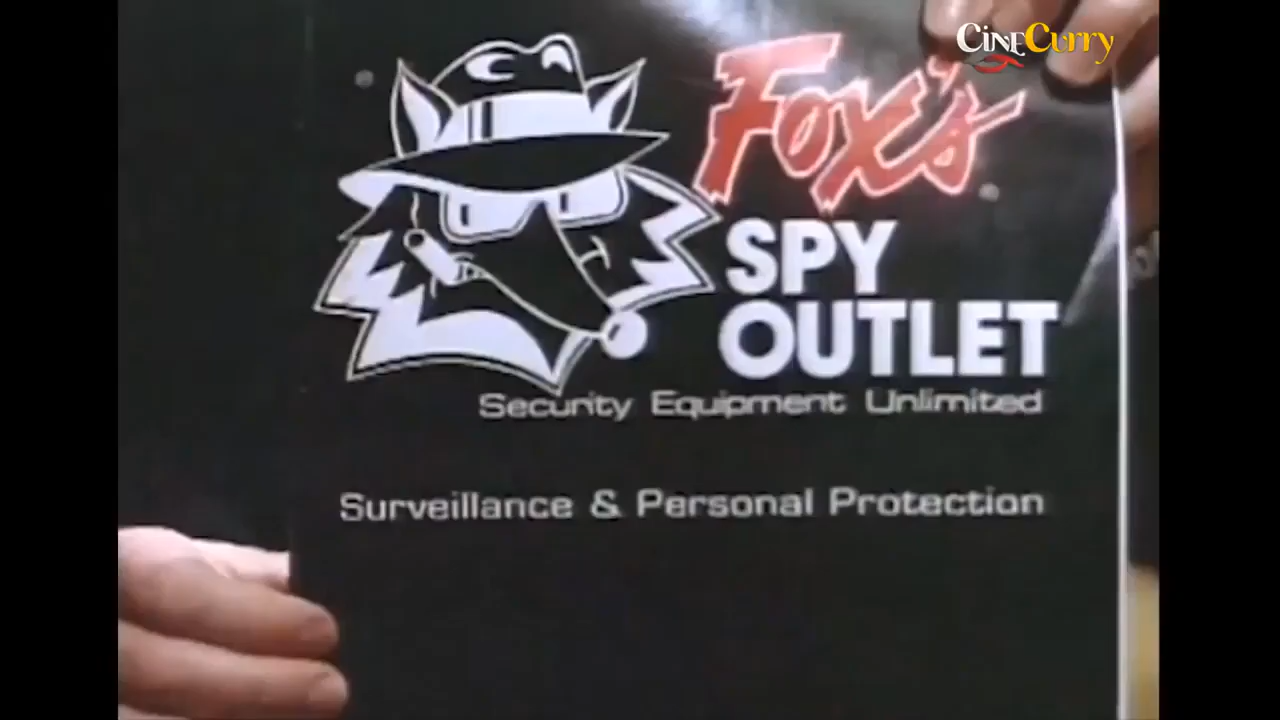 CineCurry
Fox's
SPY
OUTLET
Security Equipment Unlimited
Surveillance & Personal Protection